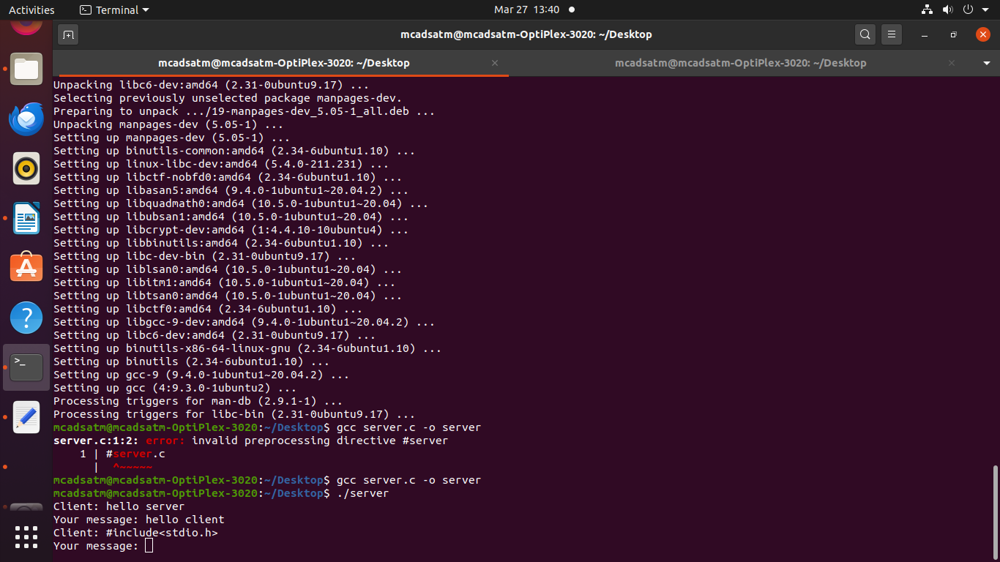 Activities Terminal Mar 27 13:40
mcadsatm@mcadsatm-OptiPlex-3020: ~/Desktop
mcadsatm@mcadsatm-OptiPlex-3020: ~/Desktop mcadsatm@mcadsatm-OptiPlex-3020: ~/Desktop
Unpacking libc6-dev:amd64 (2.31-0ubuntu9.17) ...
Selecting previously unselected package manpages-dev.
Preparing to unpack .../19-manpages-dev_5.05-1_all.deb ...
Unpacking manpages-dev (5.05-1) ...
Setting up manpages-dev (5.05-1) ...
Setting up binutils-common:amd64 (2.34-6ubuntu1.10) ...
Setting up linux-libc-dev:amd64 (5.4.0-211.231) ...
Setting up libctf-nobfd0:amd64 (2.34-6ubuntu1.10) ...
Setting up libasan5:amd64 (9.4.0-1ubuntu1~20.04.2) ...
Setting up libquadmath0:amd64 (10.5.0-1ubuntu1~20.04) ...
Setting up libubsan1:amd64 (10.5.0-1ubuntu1~20.04) ...
Setting up libcrypt-dev:amd64 (1:4.4.10-10ubuntu4) ...
Setting up libbinutils:amd64 (2.34-6ubuntu1.10) ...
Setting up libc-dev-bin (2.31-0ubuntu9.17) ...
Setting up liblsan0:amd64 (10.5.0-1ubuntu1~20.04) ...
Setting up libitm1:amd64 (10.5.0-1ubuntu1~20.04) ...
Setting up libtsan0:amd64 (10.5.0-1ubuntu1~20.04) ...
Setting up libctf0:amd64 (2.34-6ubuntu1.10) ...
Setting up libgcc-9-dev:amd64 (9.4.0-1ubuntu1~20.04.2) ...
Setting up libc6-dev:amd64 (2.31-0ubuntu9.17) ...
Setting up binutils-x86-64-linux-gnu (2.34-6ubuntu1.10) ...
Setting up binutils (2.34-6ubuntu1.10) ...
Setting up gcc-9 (9.4.0-1ubuntu1~20.04.2) ...
Setting up gcc (4:9.3.0-1ubuntu2) ...
Processing triggers for man-db (2.9.1-1) ...
Processing triggers for libc-bin (2.31-0ubuntu9.17) ...
mcadsatm@mcadsatm-OptiPlex-3020:~/Desktop$ gcc server.c -o server
server.c:1:2: error: invalid preprocessing directive #server
    1 | #server.c
      |  ^~~~~~
mcadsatm@mcadsatm-OptiPlex-3020:~/Desktop$ gcc server.c -o server
mcadsatm@mcadsatm-OptiPlex-3020:~/Desktop$ ./server
Client: hello server
Your message: hello client
Client: #include<stdio.h>
Your message: